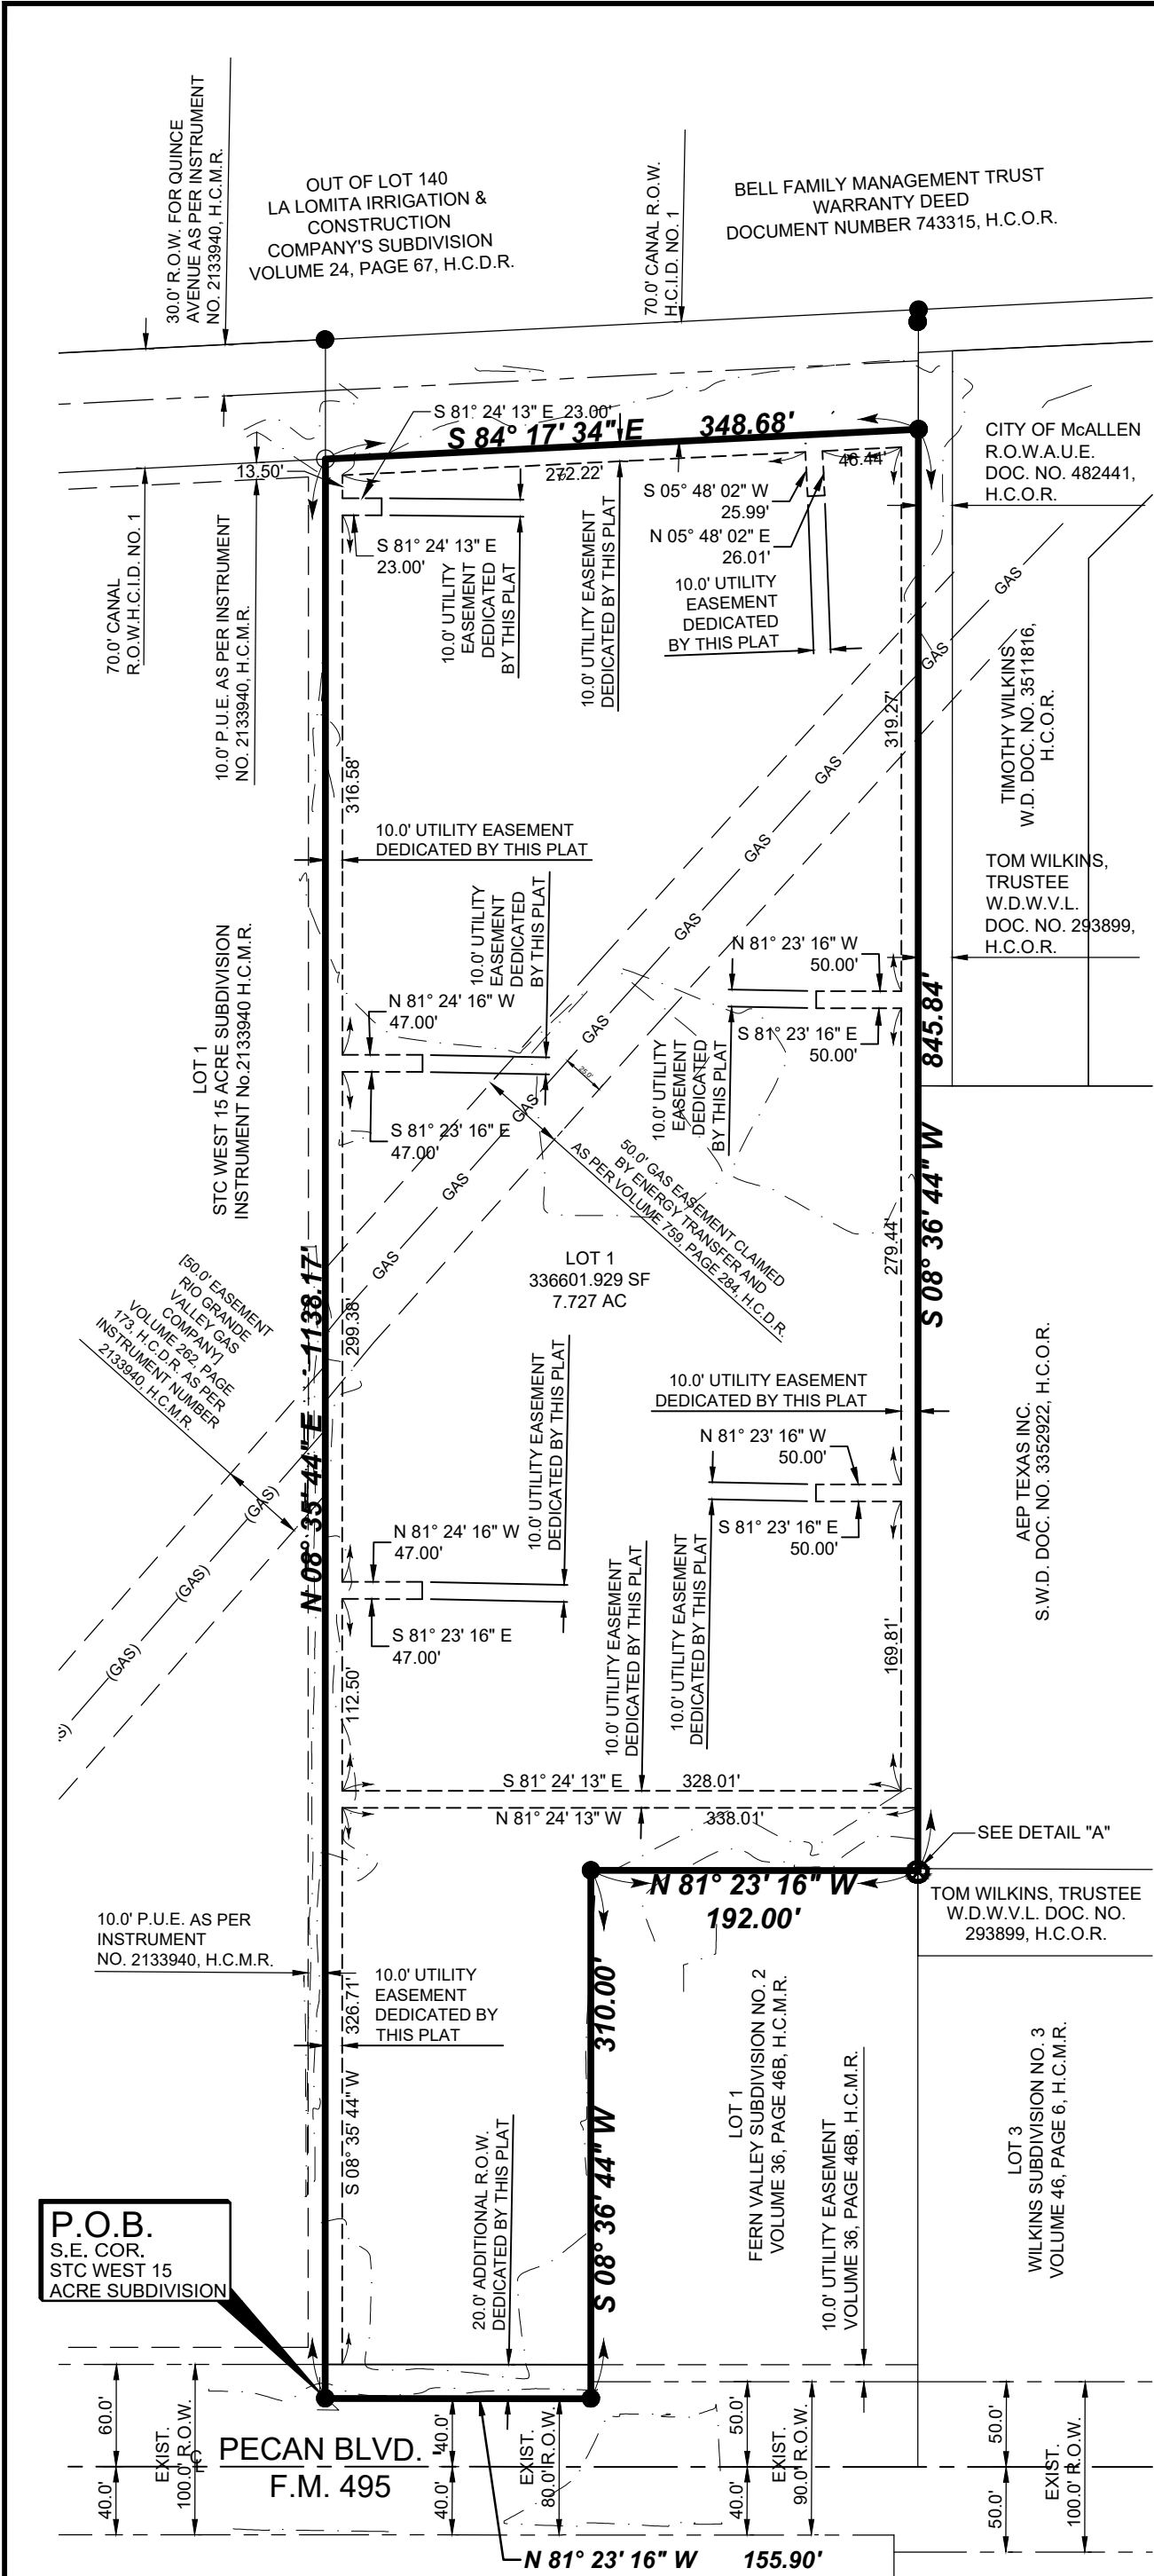 30.0' R.O.W. FOR QUINCE
AVENUE AS PER INSTRUMENT
NO. 2133940, H.C.M.R.
OUT OF LOT 140
LA LOMITA IRRIGATION &
CONSTRUCTION
COMPANY'S SUBDIVISION
VOLUME 24, PAGE 67, H.C.D.R.
70.0' CANAL R.O.W.
H.C.I.D. NO. 1
BELL FAMILY MANAGEMENT TRUST
WARRANTY DEED
DOCUMENT NUMBER 743315, H.C.O.R.
S 81° 24' 13" E 23.00'
S 84° 17' 34" E 348.68'
CITY OF McALLEN
R.O.W.A.U.E.
DOC. NO. 482441,
H.C.O.R.
13.50'
272.22'
46.44'
S 05° 48' 02" W
25.99'
N 05° 48' 02" E
26.01'
S 81° 24' 13" E
23.00'
10.0' UTILITY
EASEMENT
DEDICATED
BY THIS PLAT
10.0' UTILITY EASEMENT
DEDICATED BY THIS PLAT
10.0' UTILITY
EASEMENT
DEDICATED
BY THIS PLAT
70.0' CANAL
R.O.W.H.C.I.D. NO. 1
10.0' P.U.E. AS PER INSTRUMENT
NO. 2133940, H.C.M.R.
GAS
GAS
TIMOTHY WILKINS
W.D. DOC. NO. 3511816,
H.C.O.R.
319.27'
GAS
316.58'
10.0' UTILITY EASEMENT
DEDICATED BY THIS PLAT
GAS
TOM WILKINS,
TRUSTEE
W.D.W.V.L.
DOC. NO. 293899,
H.C.O.R.
10.0' UTILITY
EASEMENT
DEDICATED
BY THIS PLAT
GAS
LOT 1
STC WEST 15 ACRE SUBDIVISION
INSTRUMENT No.2133940 H.C.M.R.
N 81° 23' 16" W
50.00'
N 81° 24' 16" W
47.00'
845.84'
GAS
S 81° 23' 16" E
50.00'
25.0'
10.0' UTILITY
EASEMENT
DEDICATED
BY THIS PLAT
GAS
S 81° 23' 16" E
47.00'
50.0' GAS EASEMENT CLAIMED
BY ENERGY TRANSFER AND
AS PER VOLUME 759, PAGE 284, H.C.D.R.
GAS
S 08° 36' 44" W
279.44'
GAS
LOT 1
336601.929 SF
7.727 AC
[50.0' EASEMENT
RIO GRANDE
VALLEY GAS
COMPANY]
VOLUME 262, PAGE
173, H.C.D.R. AS PER
INSTRUMENT NUMBER
2133940, H.C.M.R.
N 08° 35' 44" E 1138.17'
299.38'
10.0' UTILITY EASEMENT
DEDICATED BY THIS PLAT
10.0' UTILITY EASEMENT
DEDICATED BY THIS PLAT
N 81° 23' 16" W
50.00'
AEP TEXAS INC.
S.W.D. DOC. NO. 3352922, H.C.O.R.
(GAS)
N 81° 24' 16" W
47.00'
S 81° 23' 16" E
50.00'
(GAS)
10.0' UTILITY EASEMENT
DEDICATED BY THIS PLAT
10.0' UTILITY EASEMENT
DEDICATED BY THIS PLAT
S 81° 23' 16" E
47.00'
169.81'
(GAS)
112.50'
S)
S 81° 24' 13" E 328.01'
N 81° 24' 13" W 338.01'
SEE DETAIL "A"
N 81° 23' 16" W
192.00'
TOM WILKINS, TRUSTEE
W.D.W.V.L. DOC. NO.
293899, H.C.O.R.
10.0' P.U.E. AS PER
INSTRUMENT
NO. 2133940, H.C.M.R.
10.0' UTILITY
EASEMENT
DEDICATED BY
THIS PLAT
S 08° 35' 44" W 326.71'
S 08° 36' 44" W 310.00'
LOT 1
FERN VALLEY SUBDIVISION NO. 2
VOLUME 36, PAGE 46B, H.C.M.R.
10.0' UTILITY EASEMENT
VOLUME 36, PAGE 46B, H.C.M.R.
LOT 3
WILKINS SUBDIVISION NO. 3
VOLUME 46, PAGE 6, H.C.M.R.
20.0' ADDITIONAL R.O.W.
DEDICATED BY THIS PLAT
P.O.B.
S.E. COR.
STC WEST 15
ACRE SUBDIVISION
60.0'
40.0'
EXIST.
100.0' R.O.W.
PECAN BLVD.
F.M. 495
40.0'
40.0'
EXIST.
80.0' R.O.W.
50.0'
40.0'
EXIST.
90.0' R.O.W.
50.0'
50.0'
EXIST.
100.0' R.O.W.
N 81° 23' 16" W 155.90'